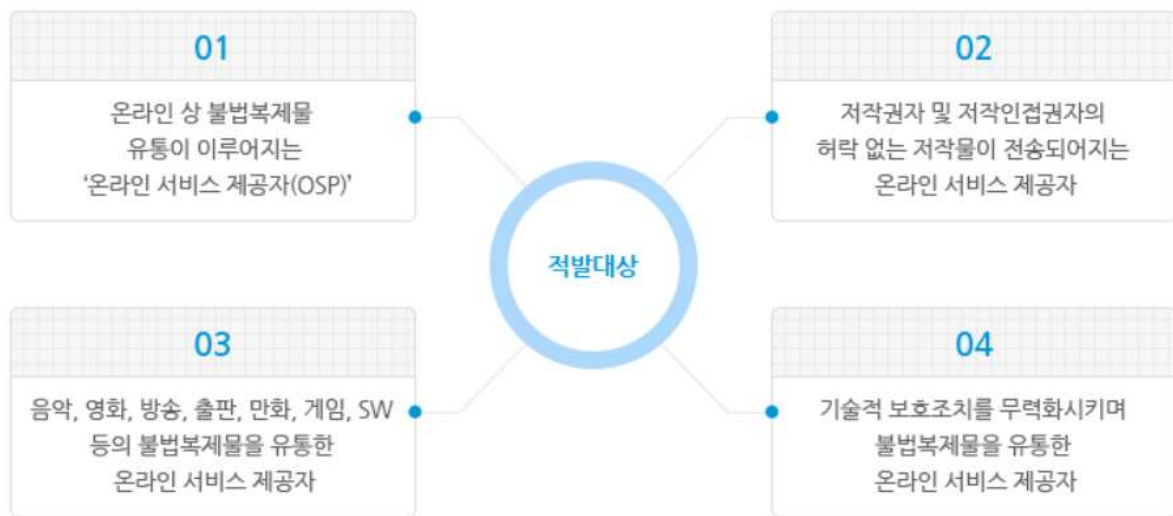 01
온라인 상 불법복제물
유통이 이루어지는
‘온라인 서비스 제공자(OSP)’
02
저작권자 및 저작인접권자의
허락 없는 저작물이 전송되어지는
온라인 서비스 제공자
적발대상
03
음악, 영화, 방송, 출판, 만화, 게임, SW
등의 불법복제물을 유통한
온라인 서비스 제공자
04
기술적 보호조치를 무력화시키며
불법복제물을 유통한
온라인 서비스 제공자